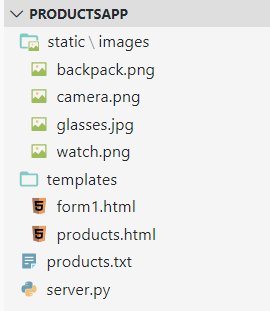 PRODUCTSAPP
static \ images
backpack.png
camera.png
glasses.jpg
watch.png
templates
form1.html
products.html
products.txt
server.py